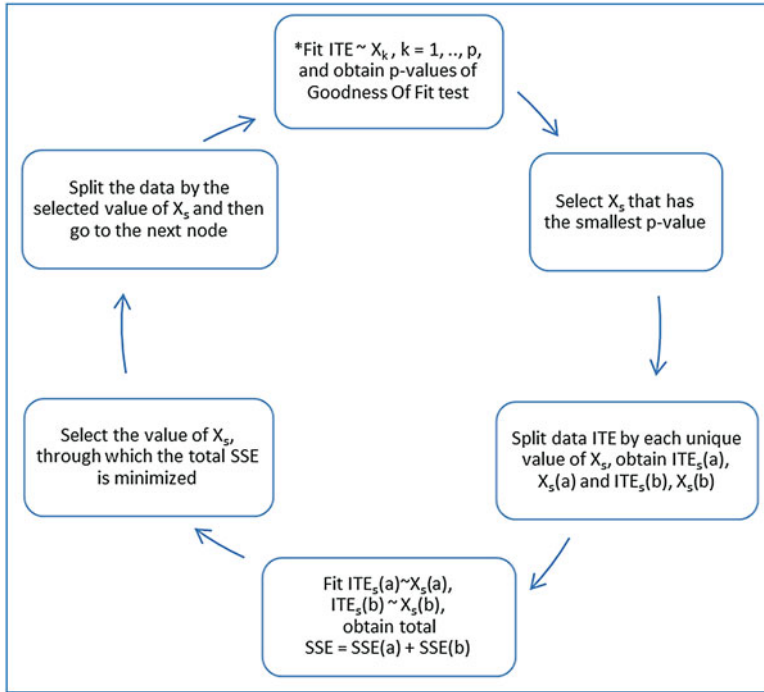 *Fit ITE ~ Xₖ , k = 1, .., p,
and obtain p-values of
Goodness Of Fit test
Select Xₛ that has
the smallest p-value
Split data ITE by each unique
value of Xₛ, obtain ITEₛ(a),
Xₛ(a) and ITEₛ(b), Xₛ(b)
Fit ITEₛ(a)~Xₛ(a),
ITEₛ(b) ~ Xₛ(b),
obtain total
SSE = SSE(a) + SSE(b)
Select the value of Xₛ,
through which the total SSE
is minimized
Split the data by the
selected value of Xₛ and then
go to the next node